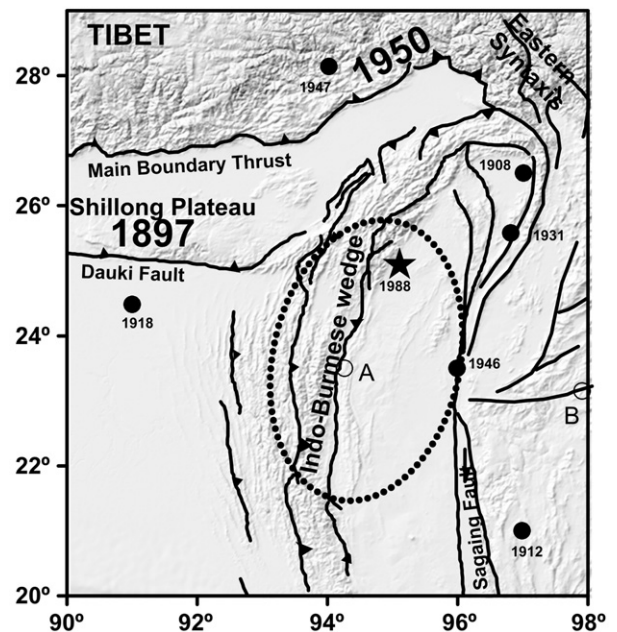 TIBET
1950
Eastern
Syntaxis
28°
1947
Main Boundary Thrust
1908
26°
Shillong Plateau
1897
1931
Dauki Fault
1988
1918
24°
Indo-Burmese wedge
1946
A
B
22°
Sagaing Fault
1912
20°
90° 92° 94° 96° 98°